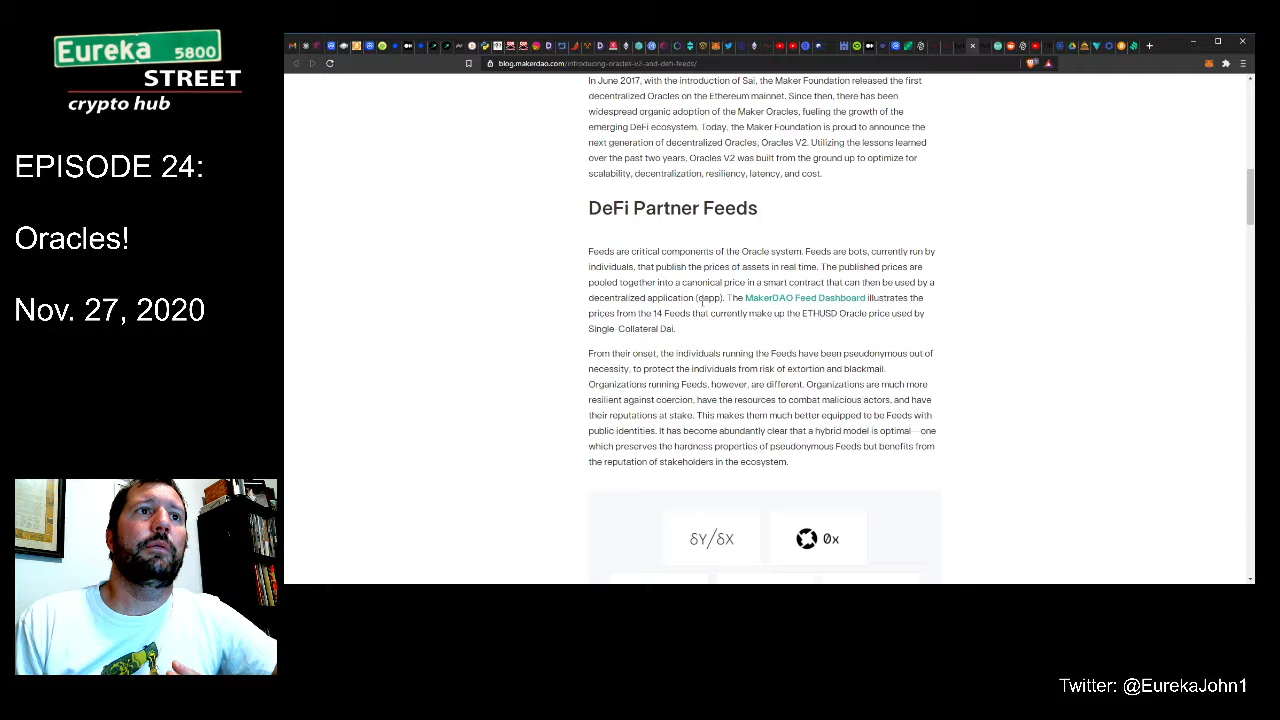 Eureka 5800
STREET
crypto hub
EPISODE 24:
Oracles!
Nov. 27, 2020
blog.makerdao.com/introducing-oracles-v2-and-defi-feeds/
In June 2017, with the introduction of Sai, the Maker Foundation released the first
decentralized Oracles on the Ethereum mainnet. Since then, there has been
widespread organic adoption of the Maker Oracles, fueling the growth of the
emerging DeFi ecosystem. Today, the Maker Foundation is proud to announce the
next generation of decentralized Oracles, Oracles V2. Utilizing the lessons learned
over the past two years, Oracles V2 was built from the ground up to optimize for
scalability, decentralization, resiliency, latency, and cost.
DeFi Partner Feeds
Feeds are critical components of the Oracle system. Feeds are bots, currently run by
individuals, that publish the prices of assets in real time. The published prices are
pooled together into a canonical price in a smart contract that can then be used by a
decentralized application (dapp). The MakerDAO Feed Dashboard illustrates the
prices from the 14 Feeds that currently make up the ETHUSD Oracle price used by
Single-Collateral Dai.
From their onset, the individuals running the Feeds have been pseudonymous out of
necessity, to protect the individuals from risk of extortion and blackmail.
Organizations running Feeds, however, are different. Organizations are much more
resilient against coercion, have the resources to combat malicious actors, and have
their reputations at stake. This makes them much better equipped to be Feeds with
public identities. It has become abundantly clear that a hybrid model is optimal—one
which preserves the hardness properties of pseudonymous Feeds but benefits from
the reputation of stakeholders in the ecosystem.
δY/δX
0x
Twitter: @EurekaJohn1